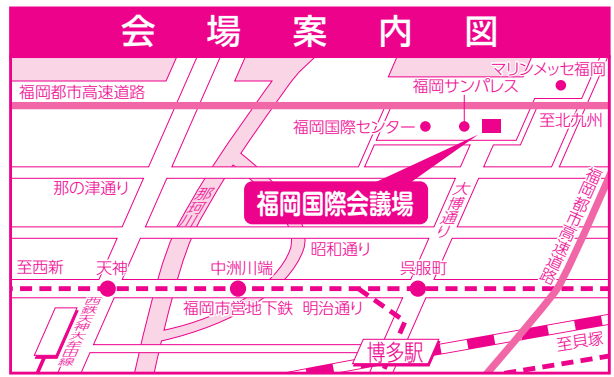 会場案内図
マリンメッセ福岡
福岡サンパレス
福岡都市高速道路
福岡国際センター
至北九州
那の津通り
那珂川
福岡国際会議場
大博通り
福岡都市高速道路
昭和通り
至西新
天神
中洲川端
呉服町
福岡市営地下鉄 明治通り
西鉄天神大牟田線
博多駅
至貝塚